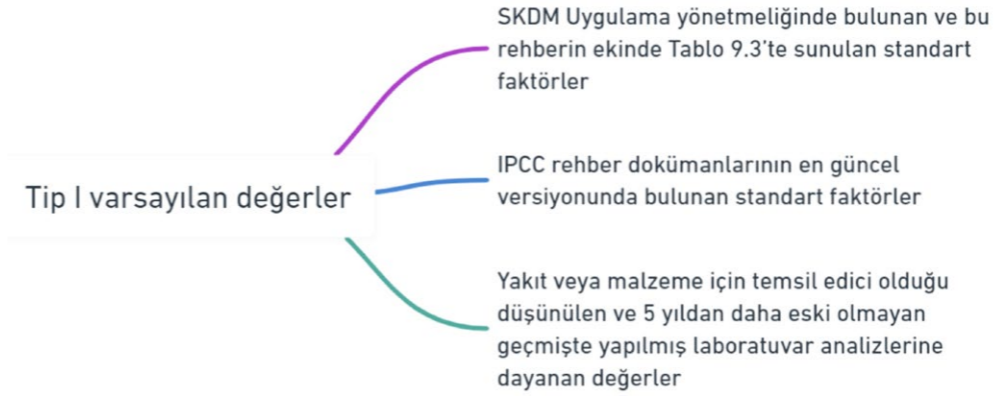 Tip I varsayılan değerler
SKDM Uygulama yönetmeliğinde bulunan ve bu
rehberin ekinde Tablo 9.3'te sunulan standart
faktörler
IPCC rehber dokümanlarının en güncel
versiyonunda bulunan standart faktörler
Yakıt veya malzeme için temsil edici olduğu
düşünülen ve 5 yıldan daha eski olmayan
geçmişte yapılmış laboratuvar analizlerine
dayanan değerler